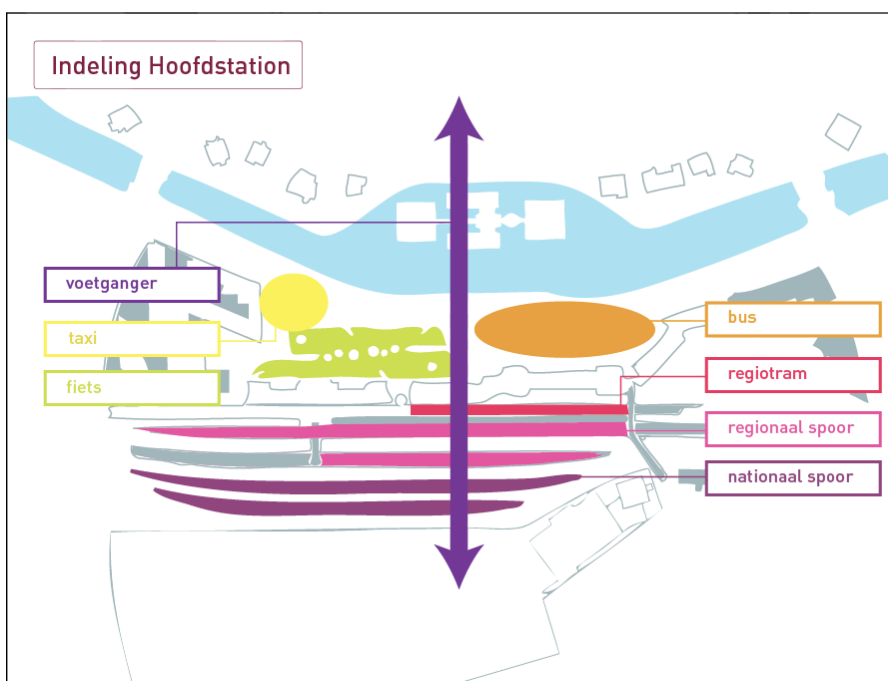 Indeling Hoofdstation
voetganger
taxi
fiets
bus
regiotram
regionaal spoor
nationaal spoor